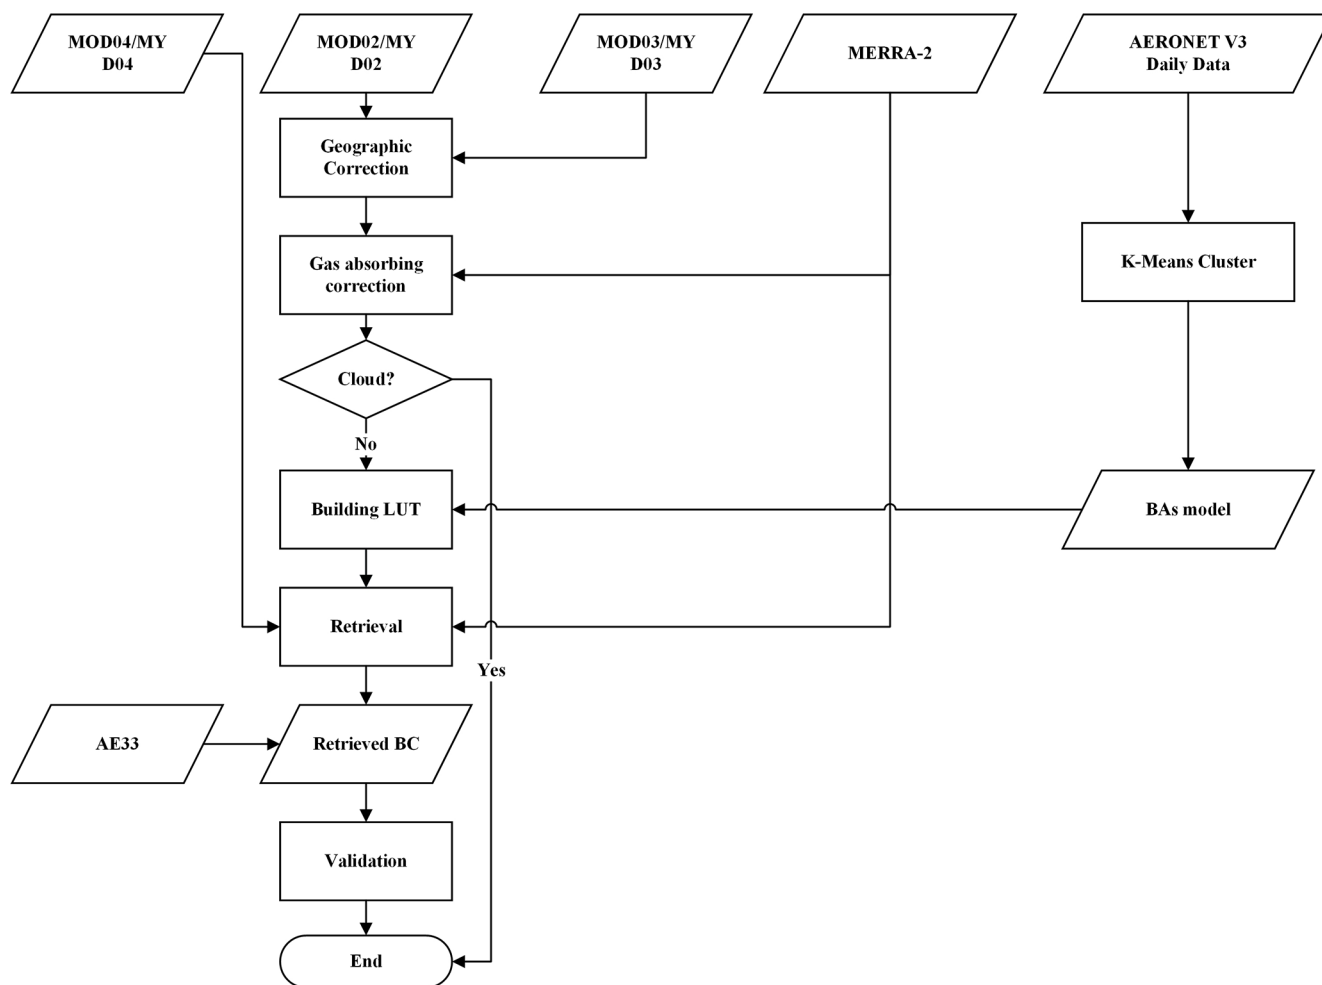 MOD04/MY
D04
MOD02/MY
D02
MOD03/MY
D03
MERRA-2
AERONET V3
Daily Data
Geographic
Correction
Gas absorbing
correction
K-Means Cluster
Cloud?
No
Building LUT
BAs model
Retrieval
Yes
AE33
Retrieved BC
Validation
End